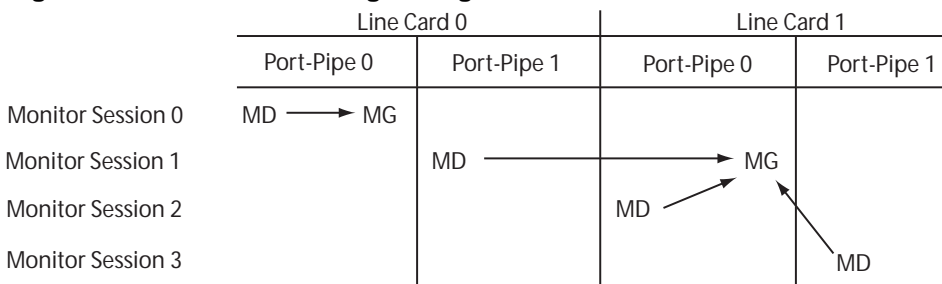 Line Card 0 Line Card 1
Port-Pipe 0 Port-Pipe 1 Port-Pipe 0 Port-Pipe 1
Monitor Session 0 MD MG
Monitor Session 1 MD MG
Monitor Session 2 MD
Monitor Session 3 MD